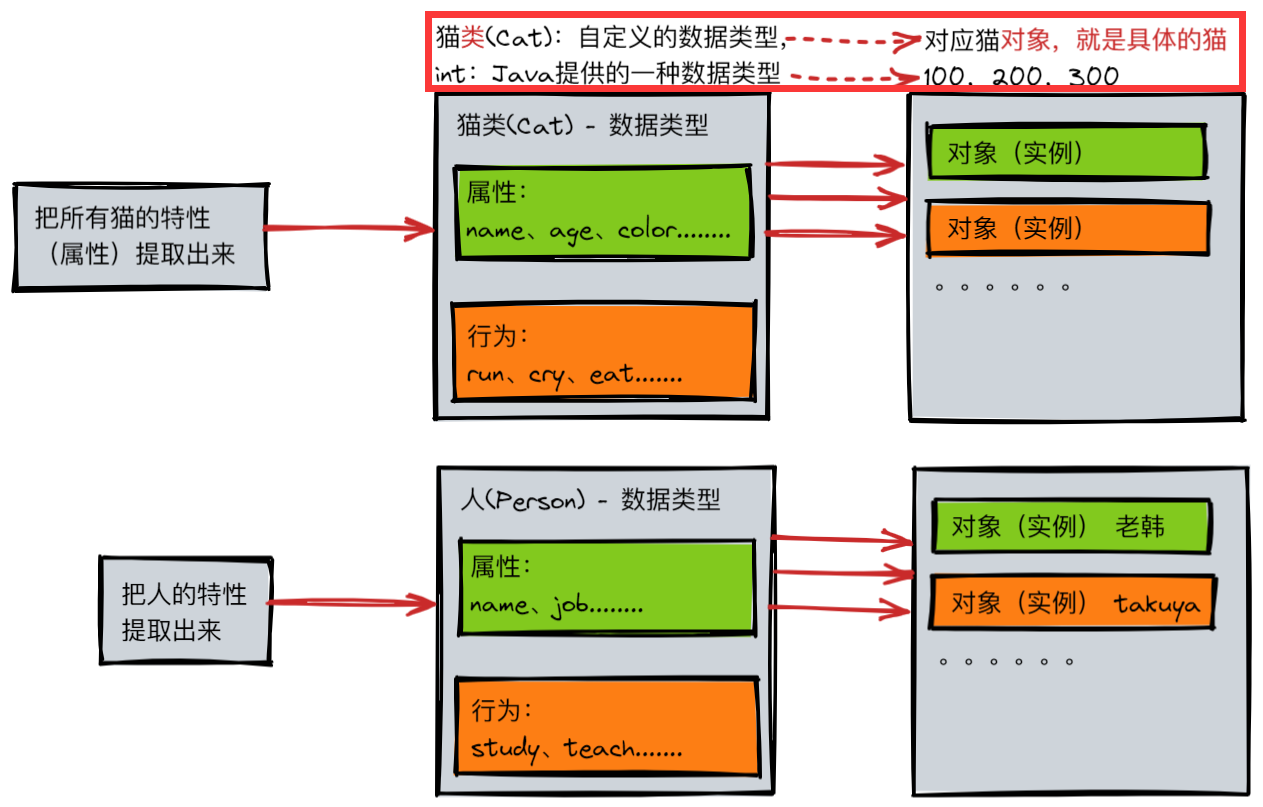 猫类(Cat): 自定义的数据类型, 对应猫对象，就是具体的猫
int: Java提供的一种数据类型 100、200、300
猫类(Cat) - 数据类型
属性:
name、age、color........
行为:
run、cry、eat.......
对象（实例）
对象（实例）
。。。。。。
把所有猫的特性
（属性）提取出来
人(Person) - 数据类型
属性:
name、job........
行为:
study、teach.......
对象（实例） 老韩
对象（实例） takuya
。。。。。。
把人的特性
提取出来